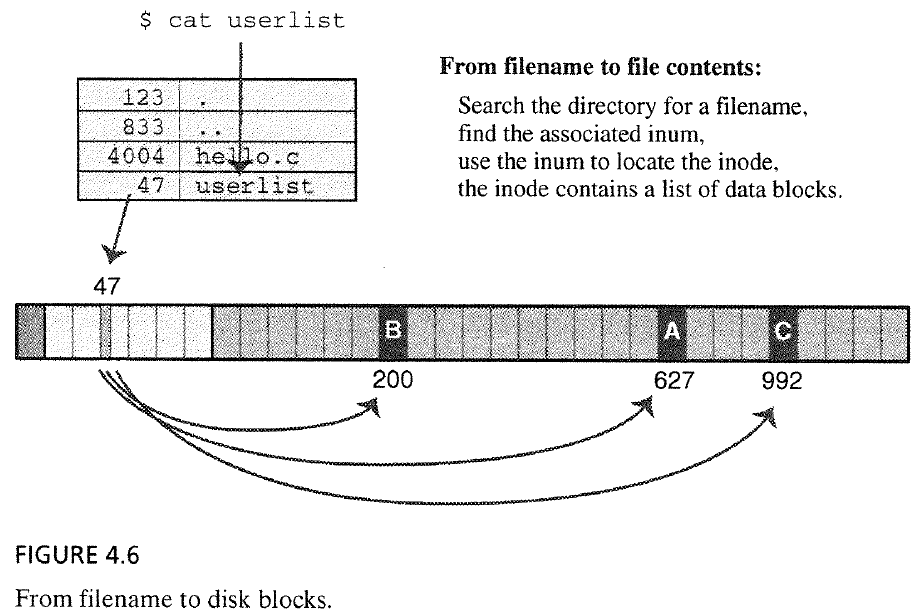 $ cat userlist
From filename to file contents:
Search the directory for a filename,
find the associated inum,
use the inum to locate the inode,
the inode contains a list of data blocks.
123 .
833 ..
4004 hello.c
47 userlist
47
B A C
200 627 992
FIGURE 4.6
From filename to disk blocks.